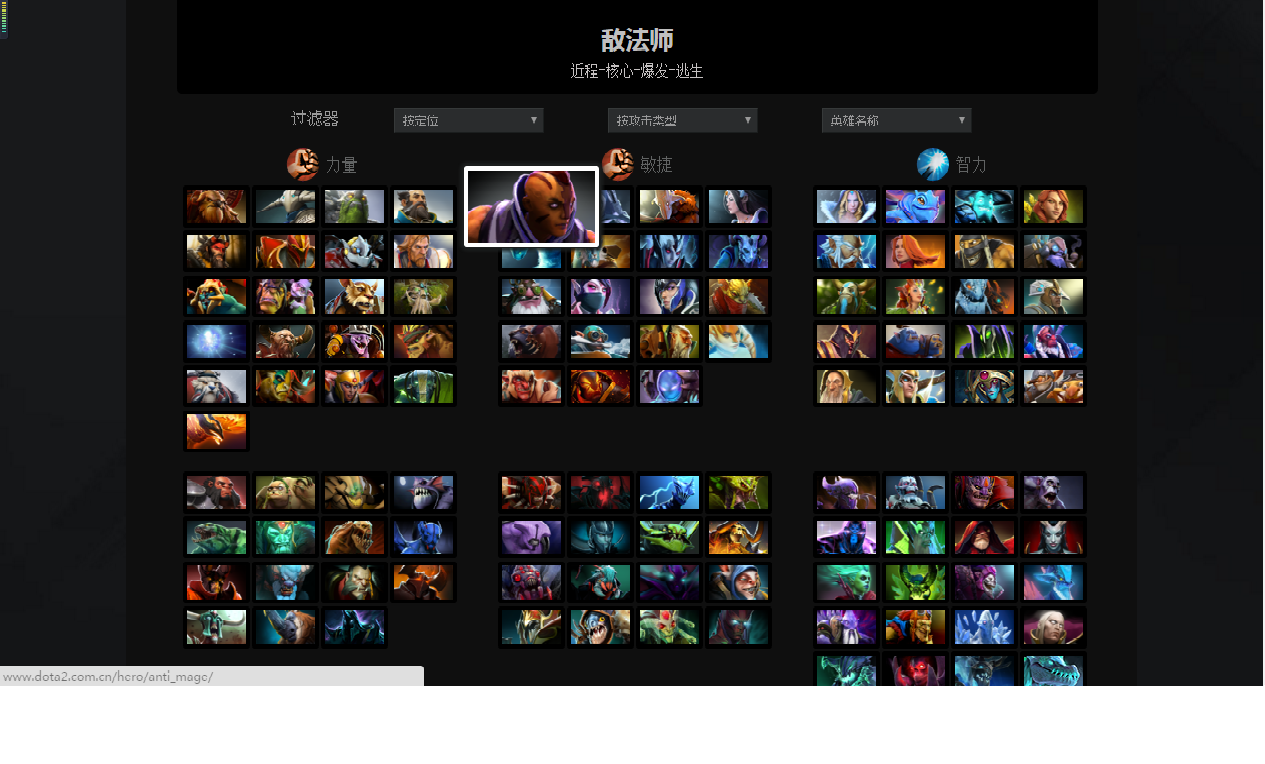 敌法师
近程-核心-爆发-逃生
过滤器 按定位 按攻击类型 英雄名称
力量 敏捷 智力
www.dota2.com.cn/hero/anti_mage/